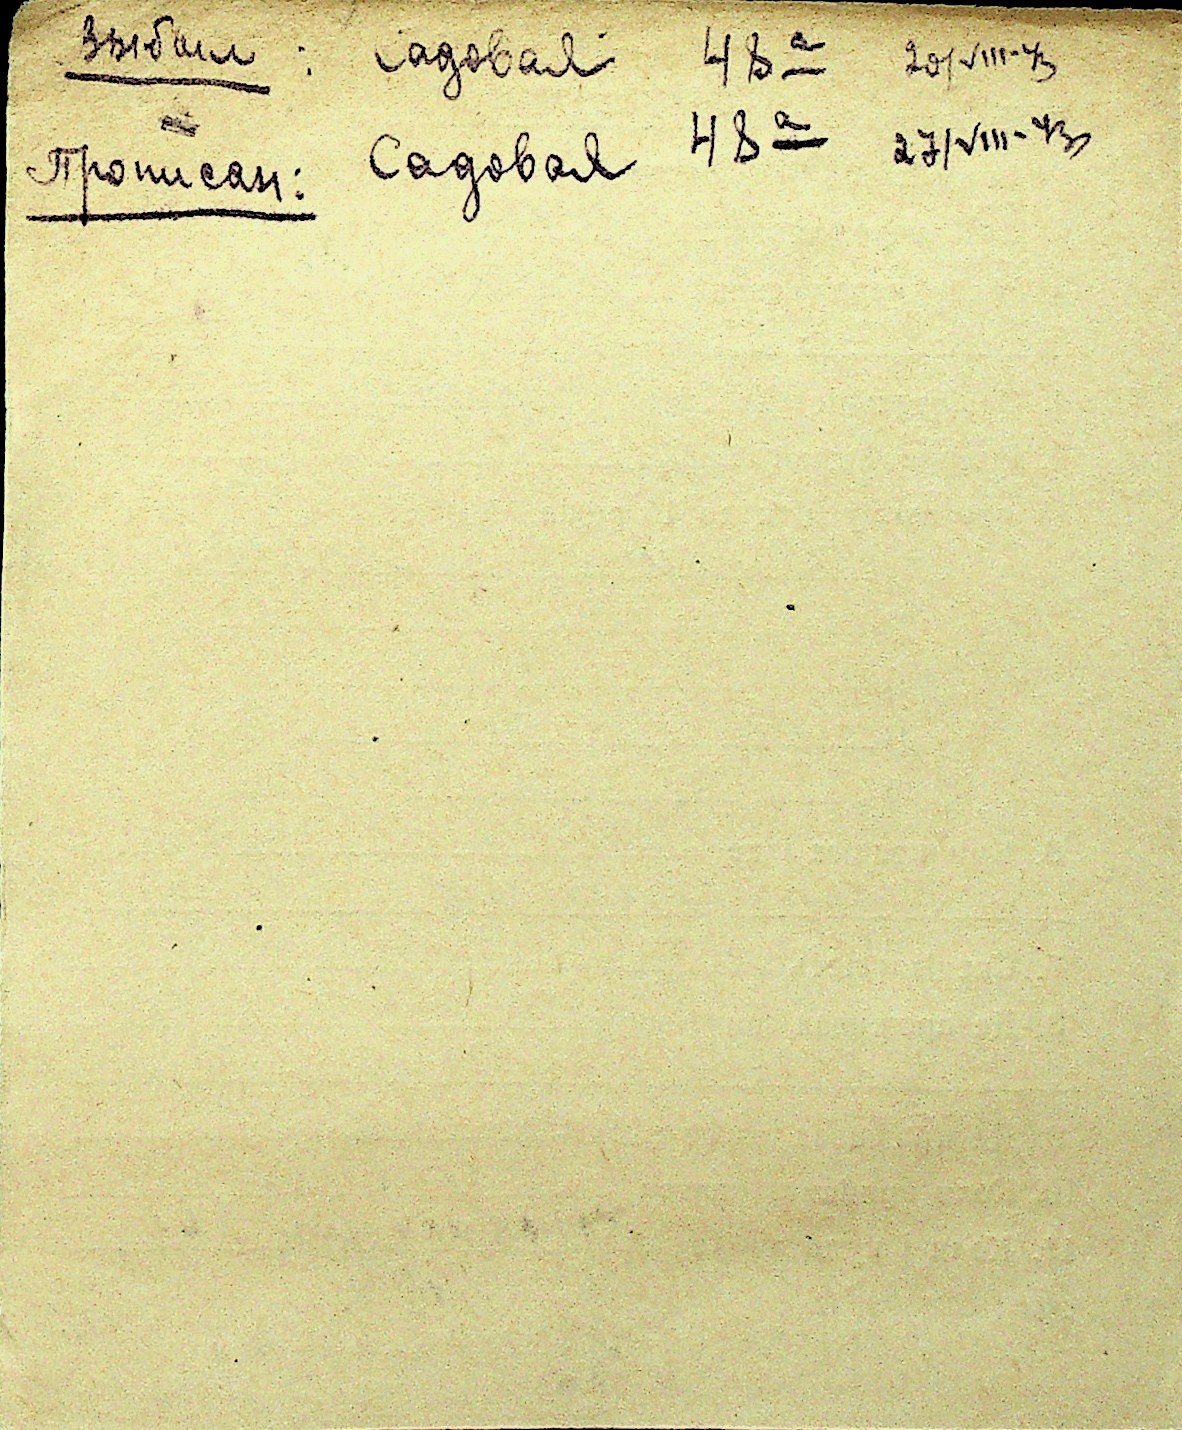 Выбыл: Садовая 48а 20/VIII-43
Прописан: Садовая 48а 27/VIII-43